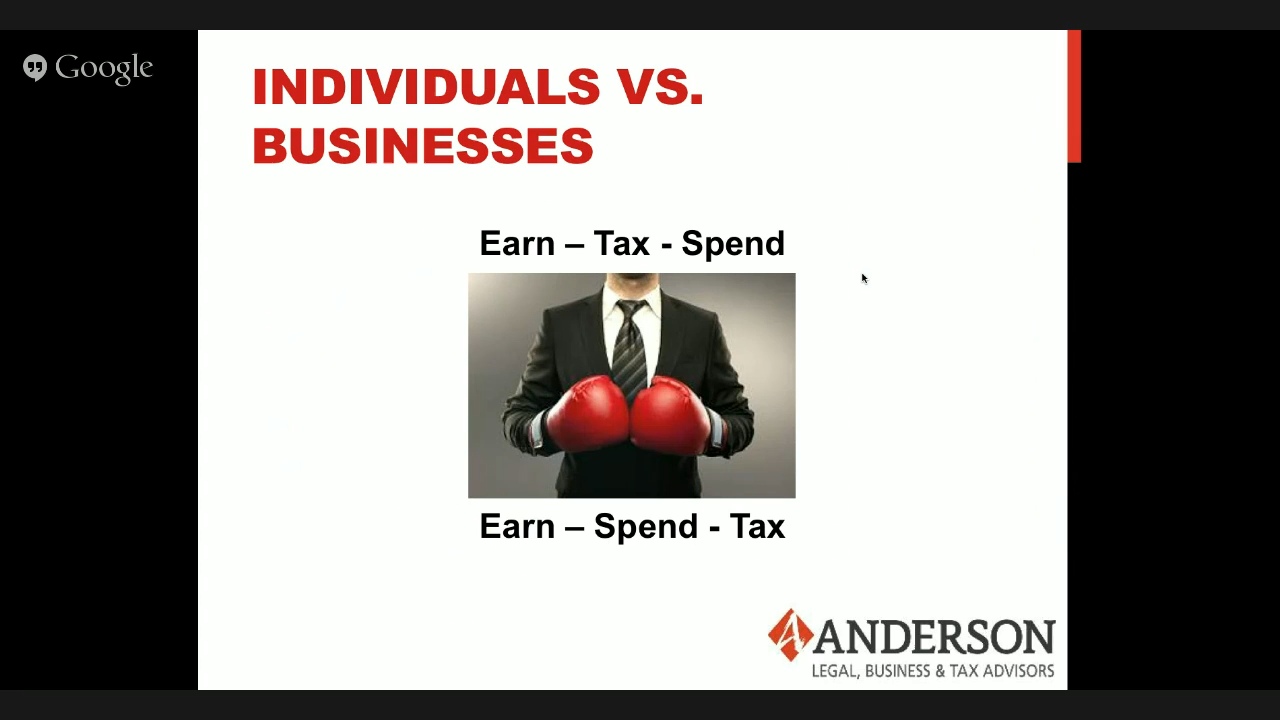 Google
INDIVIDUALS VS.
BUSINESSES
Earn – Tax - Spend
Earn – Spend - Tax
ANDERSON
LEGAL, BUSINESS & TAX ADVISORS